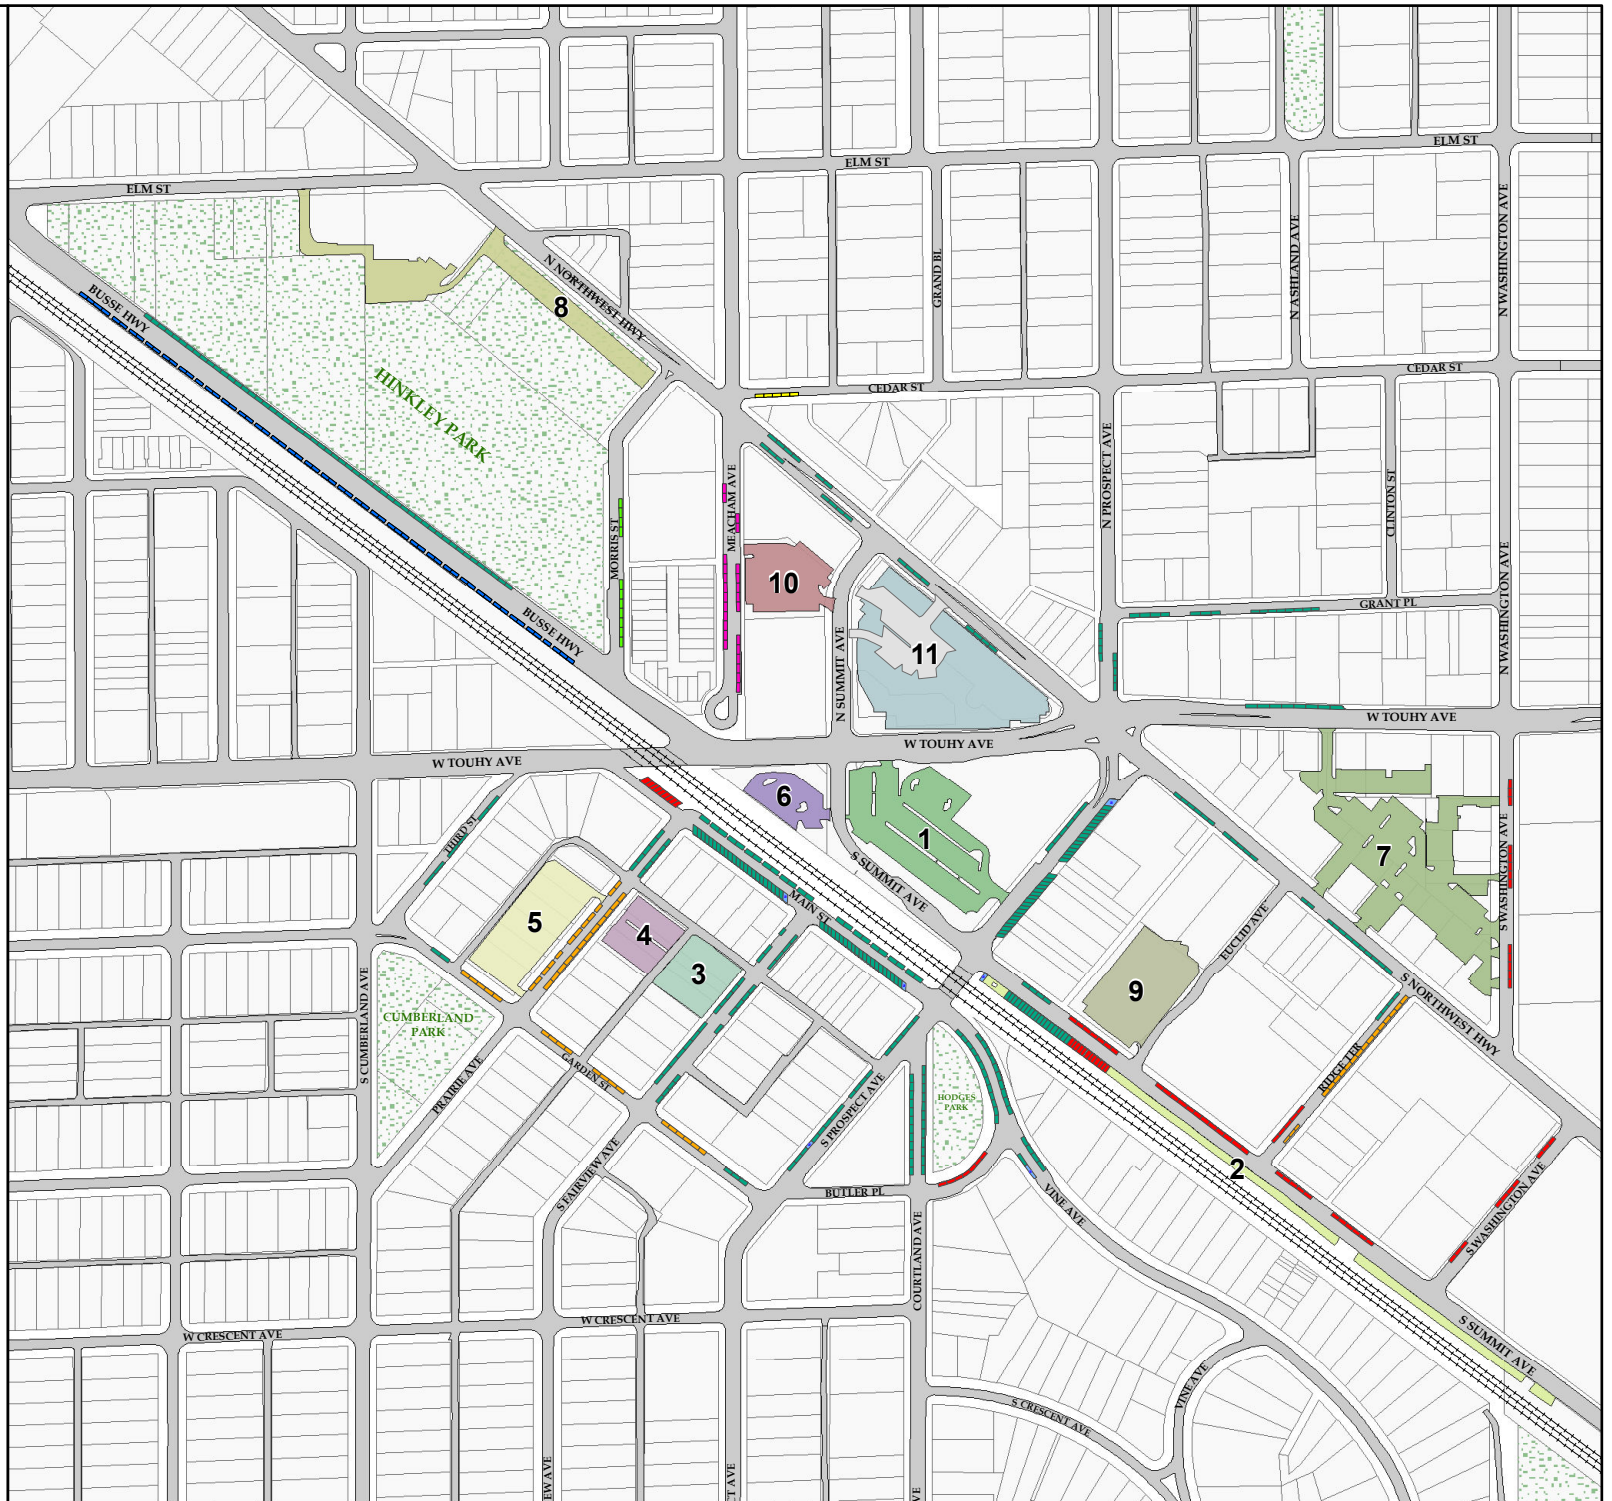 ELM ST
ELM ST
ELM ST
N WASHINGTON AVE
N ASHLAND AVE
GRAND BL
N NORTHWEST HWY
8
BUSSE HWY
HINKLEY PARK
CEDAR ST
CEDAR ST
N PROSPECT AVE
CLINTON ST
MEACHAM AVE
MORRIS ST
10
N WASHINGTON AVE
GRANT PL
BUSSE HWY
11
N SUMMIT AVE
W TOUHY AVE
W TOUHY AVE
W TOUHY AVE
6
1
THIRD ST
S SUMMIT AVE
7
S WASHINGTON AVE
MAIN ST
5
4
3
EUCLID AVE
9
S CUMBERLAND AVE
CUMBERLAND
PARK
S NORTHWEST HWY
PRAIRIE AVE
GARDEN ST
RIDGE TER
HODGES
PARK
S PROSPECT AVE
2
S FAIRVIEW AVE
BUTLER PL
VINE AVE
S WASHINGTON AVE
COURTLAND AVE
W CRESCENT AVE
W CRESCENT AVE
S SUMMIT AVE
VINE AVE
S CRESCENT AVE
EW AVE
T AVE
VE